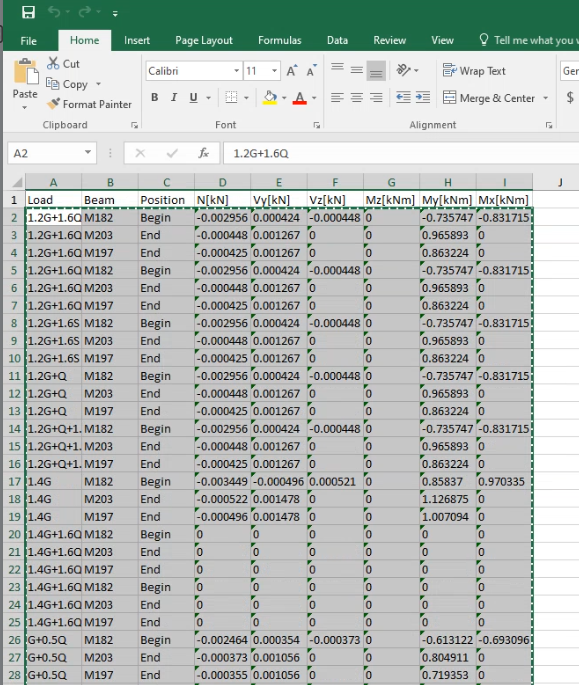 File Home Insert Page Layout Formulas Data Review View Tell me what you
Cut
Copy
Format Painter
Paste
Calibri 11 A A
B I U A
Wrap Text
Merge & Center
Ger
$
Clipboard Font Alignment
A2 fx 1.2G+1.6Q
A B C D E F G H I J
1 Load Beam Position N[kN] Vy[kN] Vz[kN] Mz[kNm] My[kNm] Mx[kNm]
2 1.2G+1.6Q M182 Begin -0.002956 0.000424 -0.000448 0 -0.735747 -0.831715
3 1.2G+1.6Q M203 End -0.000448 0.001267 0 0.965893 0
4 1.2G+1.6Q M197 End -0.000425 0.001267 0 0.863224 0
5 1.2G+1.6Q M182 Begin -0.002956 0.000424 -0.000448 0 -0.735747 -0.831715
6 1.2G+1.6Q M203 End -0.000448 0.001267 0 0.965893 0
7 1.2G+1.6Q M197 End -0.000425 0.001267 0 0.863224 0
8 1.2G+1.6S M182 Begin -0.002956 0.000424 -0.000448 0 -0.735747 -0.831715
9 1.2G+1.6S M203 End -0.000448 0.001267 0 0.965893 0
10 1.2G+1.6S M197 End -0.000425 0.001267 0 0.863224 0
11 1.2G+Q M182 Begin -0.002956 0.000424 -0.000448 0 -0.735747 -0.831715
12 1.2G+Q M203 End -0.000448 0.001267 0 0.965893 0
13 1.2G+Q M197 End -0.000425 0.001267 0 0.863224 0
14 1.2G+Q+1. M182 Begin -0.002956 0.000424 -0.000448 0 -0.735747 -0.831715
15 1.2G+Q+1. M203 End -0.000448 0.001267 0 0.965893 0
16 1.2G+Q+1. M197 End -0.000425 0.001267 0 0.863224 0
17 1.4G M182 Begin -0.003449 -0.000496 0.000521 0 0.85837 0.970335
18 1.4G M203 End -0.000522 0.001478 0 1.126875 0
19 1.4G M197 End -0.000496 0.001478 0 1.007094 0
20 1.4G+1.6Q M182 Begin 0 0 0 0 0 0
21 1.4G+1.6Q M203 End 0 0 0 0 0 0
22 1.4G+1.6Q M197 End 0 0 0 0 0 0
23 1.4G+1.6Q M182 Begin 0 0 0 0 0 0
24 1.4G+1.6Q M203 End 0 0 0 0 0 0
25 1.4G+1.6Q M197 End 0 0 0 0 0 0
26 G+0.5Q M182 Begin -0.002464 0.000354 -0.000373 0 -0.613122 -0.693096
27 G+0.5Q M203 End -0.000373 0.001056 0 0.804911 0
28 G+0.5Q M197 End -0.000355 0.001056 0 0.719353 0